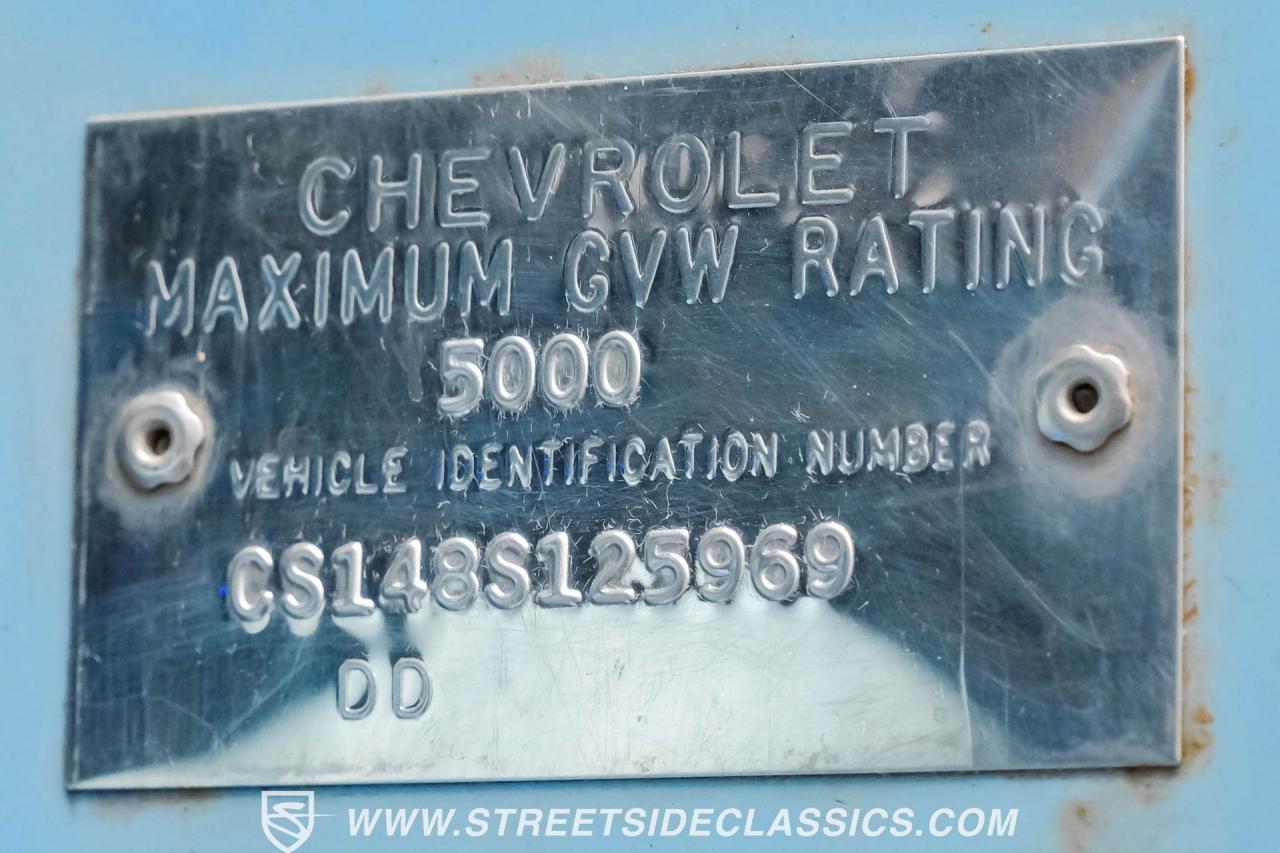 CHEVROLET
MAXIMUM GVW RATING
5000
VEHICLE IDENTIFICATION NUMBER
CS148S125969
DD
WWW.STREETSIDECLASSICS.COM